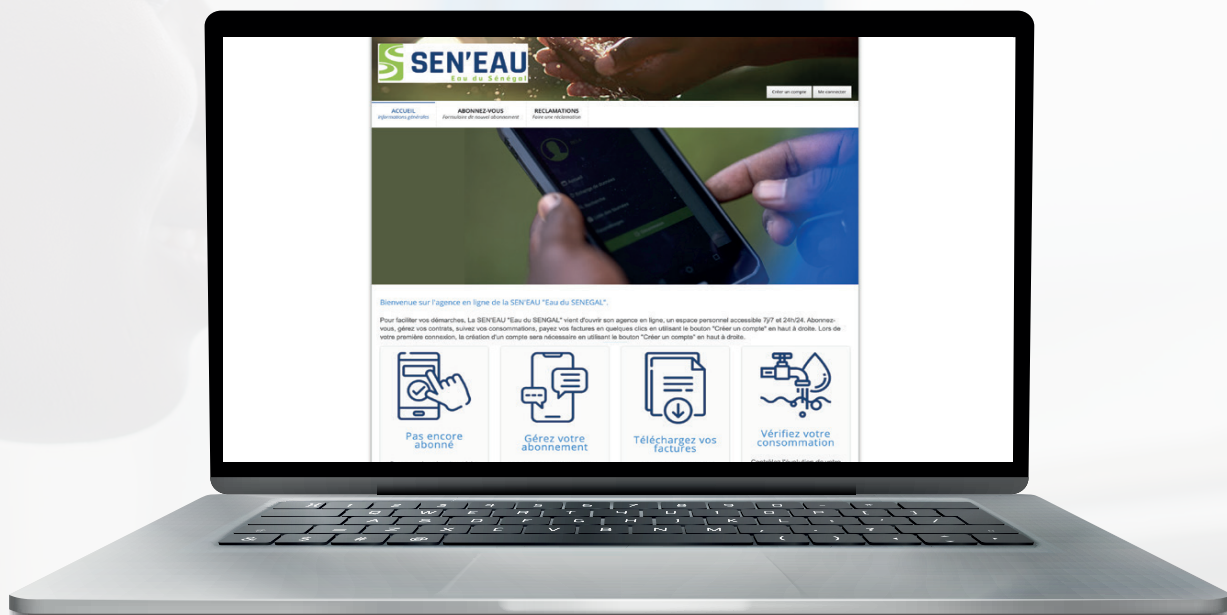 SEN'EAU
Eau du Sénégal
Créer un compte Me connecter
ACCUEIL ABONNEZ-VOUS RECLAMATIONS
Informations générales Formulaire de nouvel abonnement Faire une réclamation
Bienvenue sur l'agence en ligne de la SEN'EAU "Eau du SENEGAL".
Pour faciliter vos démarches, La SEN'EAU "Eau du SENGAL" vient d'ouvrir son agence en ligne, un espace personnel accessible 7j/7 et 24h/24. Abonnez-
vous, gérez vos contrats, suivez vos consommations, payez vos factures en quelques clics en utilisant le bouton "Créer un compte" en haut à droite. Lors de
votre première connexion, la création d'un compte sera nécessaire en utilisant le bouton "Créer un compte" en haut à droite.
Pas encore
abonné
Gérez votre
abonnement
Téléchargez vos
factures
Vérifiez votre
consommation